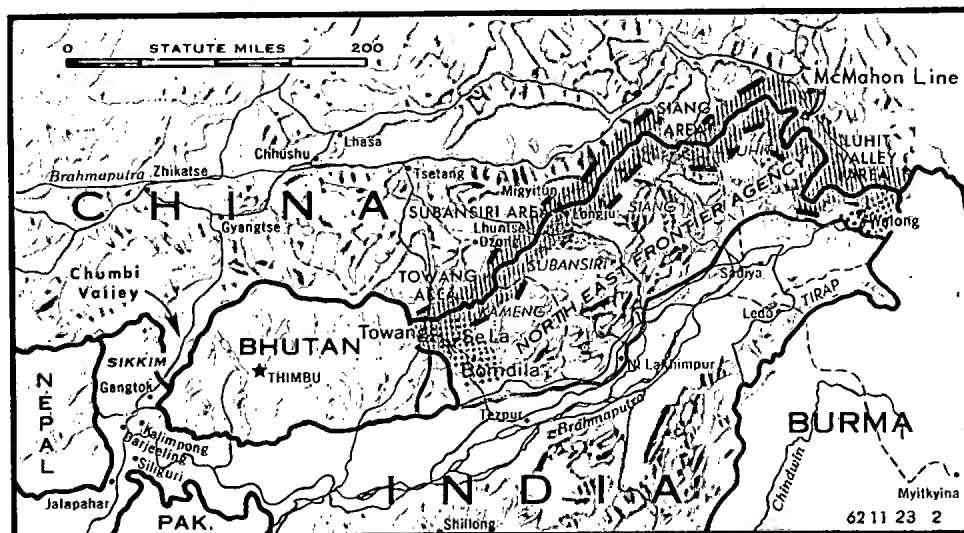 0 STATUTE MILES 200
McMahon Line
SIANG
AREA
LUHIT
LUHIT
VALLEY
AREA
Lhasa
Chhushu
Brahmaputra
Zhikatse
Tsetang
Migyitun
CHINA
SUBANSIRI AREA
Longju
SIANG
Walong
Gyangtse
Lhuntse
Dzong
NORTH EAST FRONTIER AGENCY
SUBANSIRI
Chumbi
Valley
TOWANG
AREA
Sadiya
KAMENG
TIRAP
Ledo
Towang
Se La
BHUTAN
SIKKIM
N. Lakhimpur
Bomdila
THIMBU
NEPAL
Gangtok
Tezpur
Brahmaputra
BURMA
Kalimpong
Darjeeling
Siliguri
Chindwin
INDIA
Jalapahar
Myitkyina
PAK.
Shillong
62 11 23 2